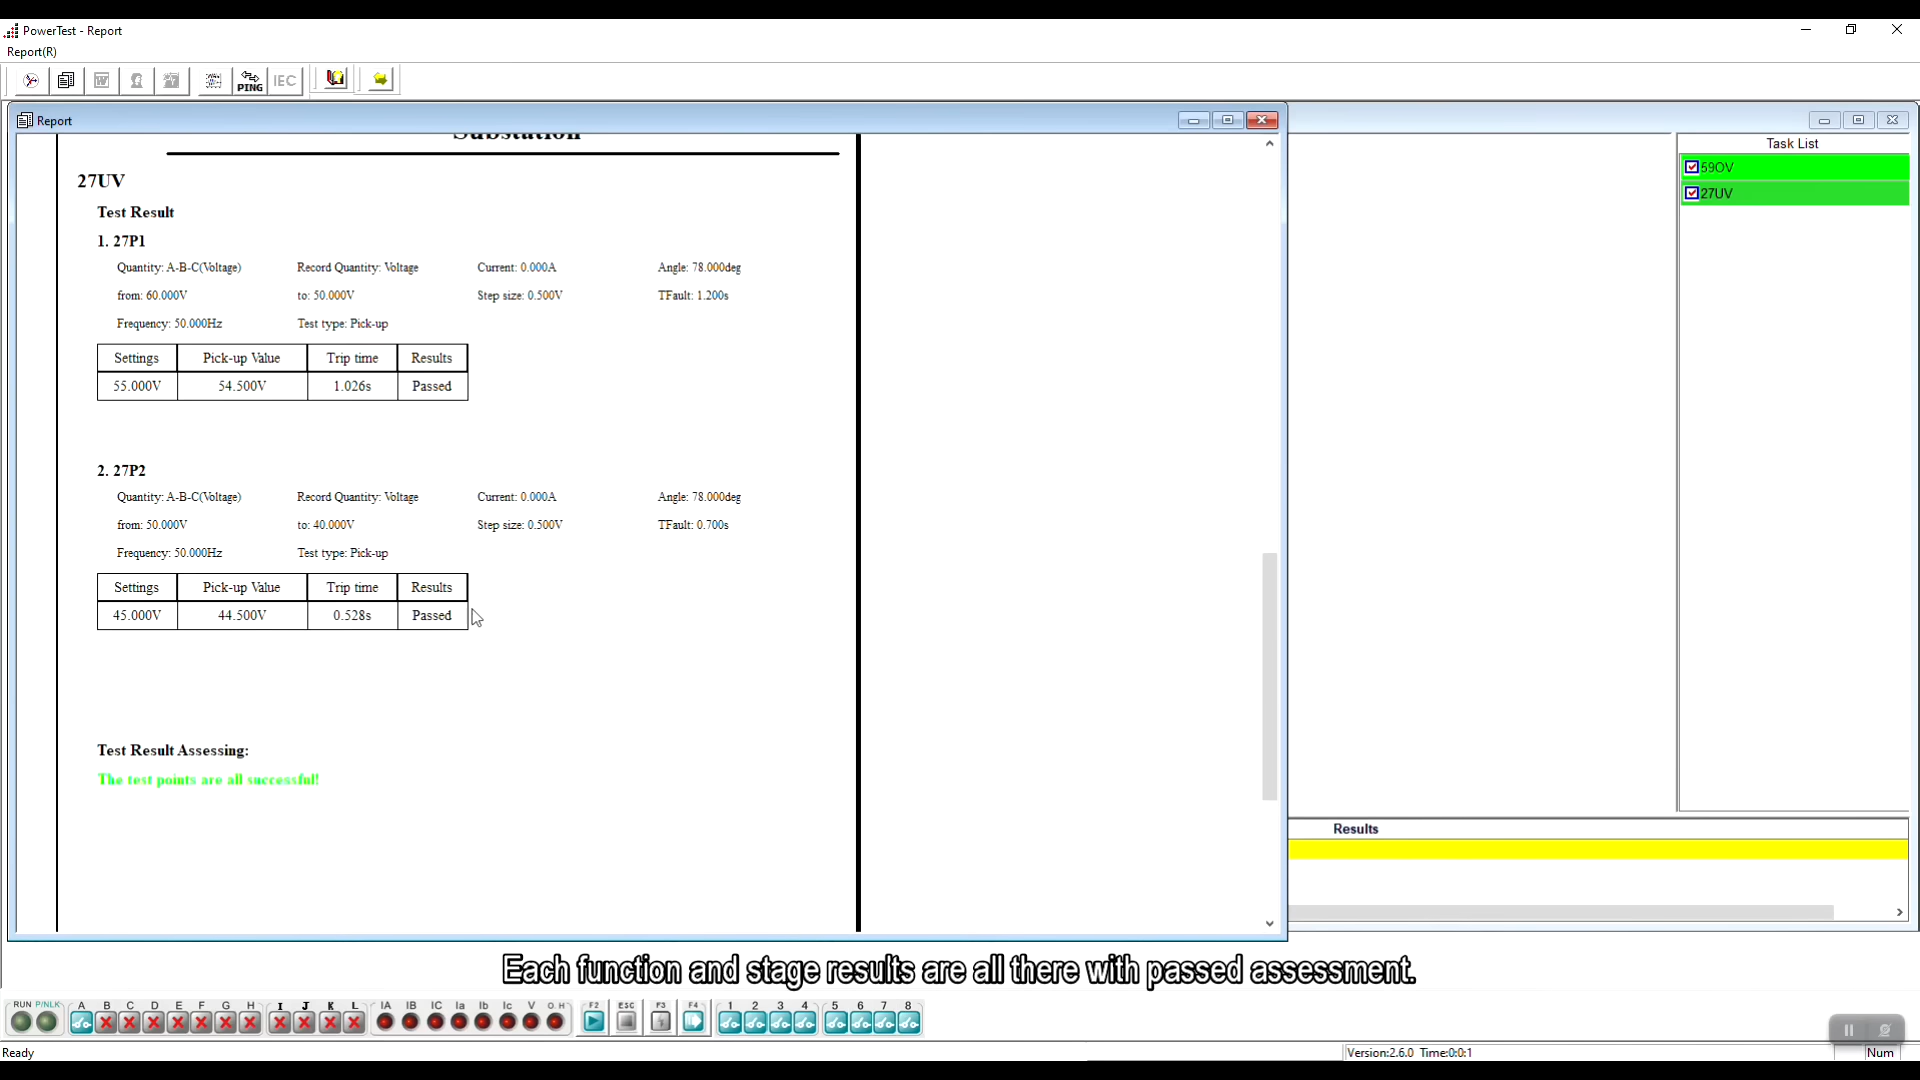 PowerTest - Report
Report(R)
PING IEC
Report
Substation
27UV
Test Result
1. 27P1
Quantity: A-B-C(Voltage) Record Quantity: Voltage Current: 0.000A Angle: 78.000deg
from: 60.000V to: 50.000V Step size: 0.500V TFault: 1.200s
Frequency: 50.000Hz Test type: Pick-up
Settings Pick-up Value Trip time Results
55.000V 54.500V 1.026s Passed
2. 27P2
Quantity: A-B-C(Voltage) Record Quantity: Voltage Current: 0.000A Angle: 78.000deg
from: 50.000V to: 40.000V Step size: 0.500V TFault: 0.700s
Frequency: 50.000Hz Test type: Pick-up
Settings Pick-up Value Trip time Results
45.000V 44.500V 0.528s Passed
Test Result Assessing:
The test points are all successful!
Task List
59OV
27UV
Results
Each function and stage results are all there with passed assessment.
RUN P/NLK A B C D E F G H I J K L IA IB IC Ia Ib Ic V O.H F2 ESC F3 F4 1 2 3 4 5 6 7 8
Ready Version:2.6.0 Time:0:0:1 Num